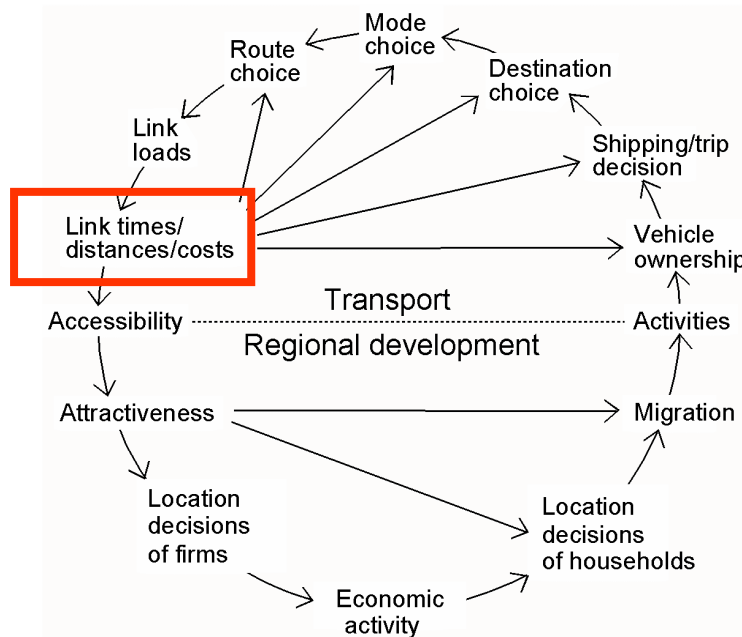 Mode
choice
Route
choice
Destination
choice
Link
loads
Shipping/trip
decision
Link times/
distances/costs
Vehicle
ownership
Transport
Accessibility
Activities
Regional development
Attractiveness
Migration
Location
decisions
of firms
Location
decisions
of households
Economic
activity